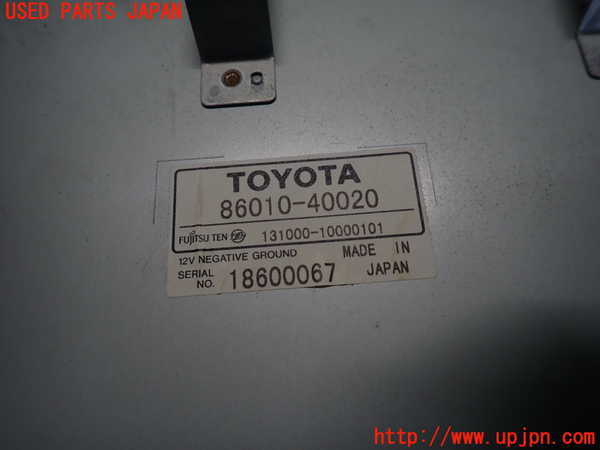 USED PARTS JAPAN
TOYOTA
86010-40020
FUJITSU TEN 131000-10000101
12V NEGATIVE GROUND MADE IN
SERIAL NO. 18600067 JAPAN
http://www.upjpn.com/